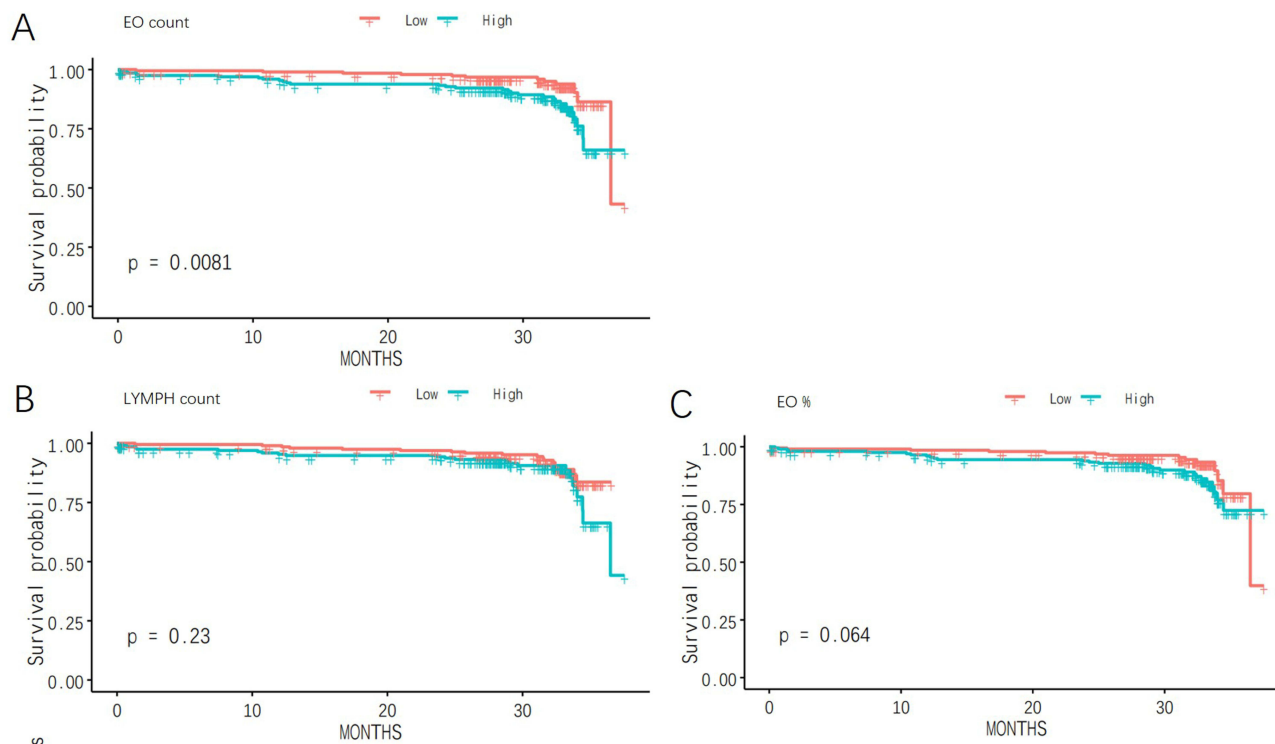 A
EO count
Low
High
Survival probability
1.00
0.75
0.50
0.25
0.00
p = 0.0081
0
10
20
30
MONTHS
B
LYMPH count
Low
High
Survival probability
1.00
0.75
0.50
0.25
0.00
p = 0.23
0
10
20
30
MONTHS
C
EO %
Low
High
Survival probability
1.00
0.75
0.50
0.25
0.00
p = 0.064
0
10
20
30
MONTHS
s